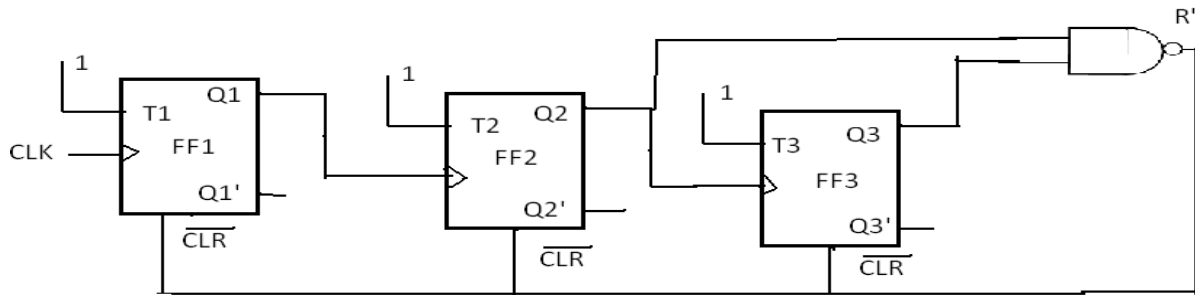 R'
1
1
1
Q1
T1
CLK
FF1
Q1'
CLR
Q2
T2
FF2
Q2'
CLR
Q3
T3
FF3
Q3'
CLR